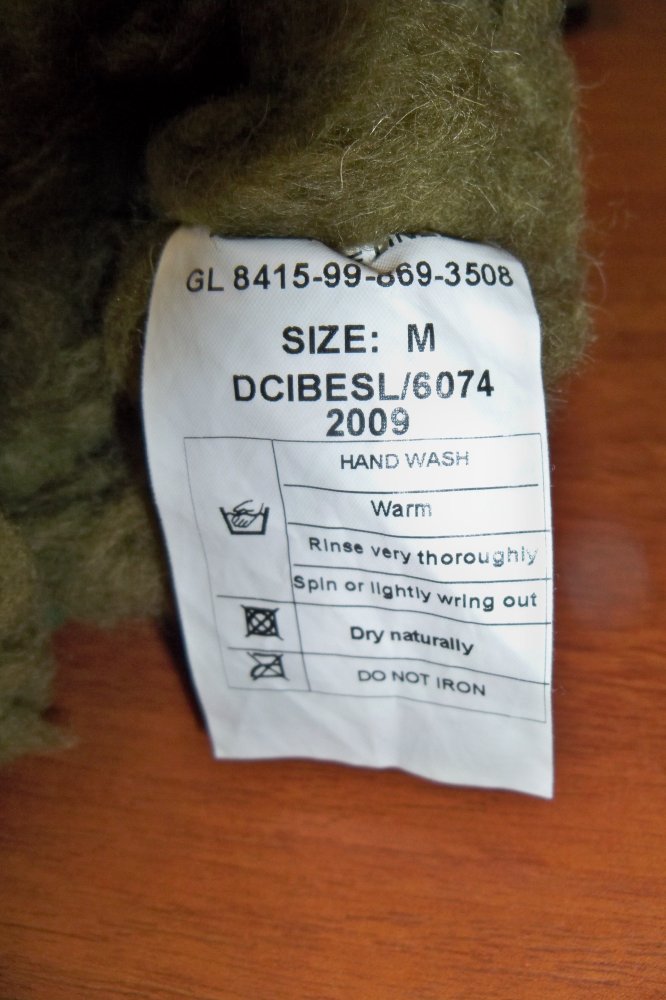 GL 8415-99-869-3508
SIZE: M
DCIBESL/6074
2009
HAND WASH
Warm
Rinse very thoroughly
Spin or lightly wring out
Dry naturally
DO NOT IRON